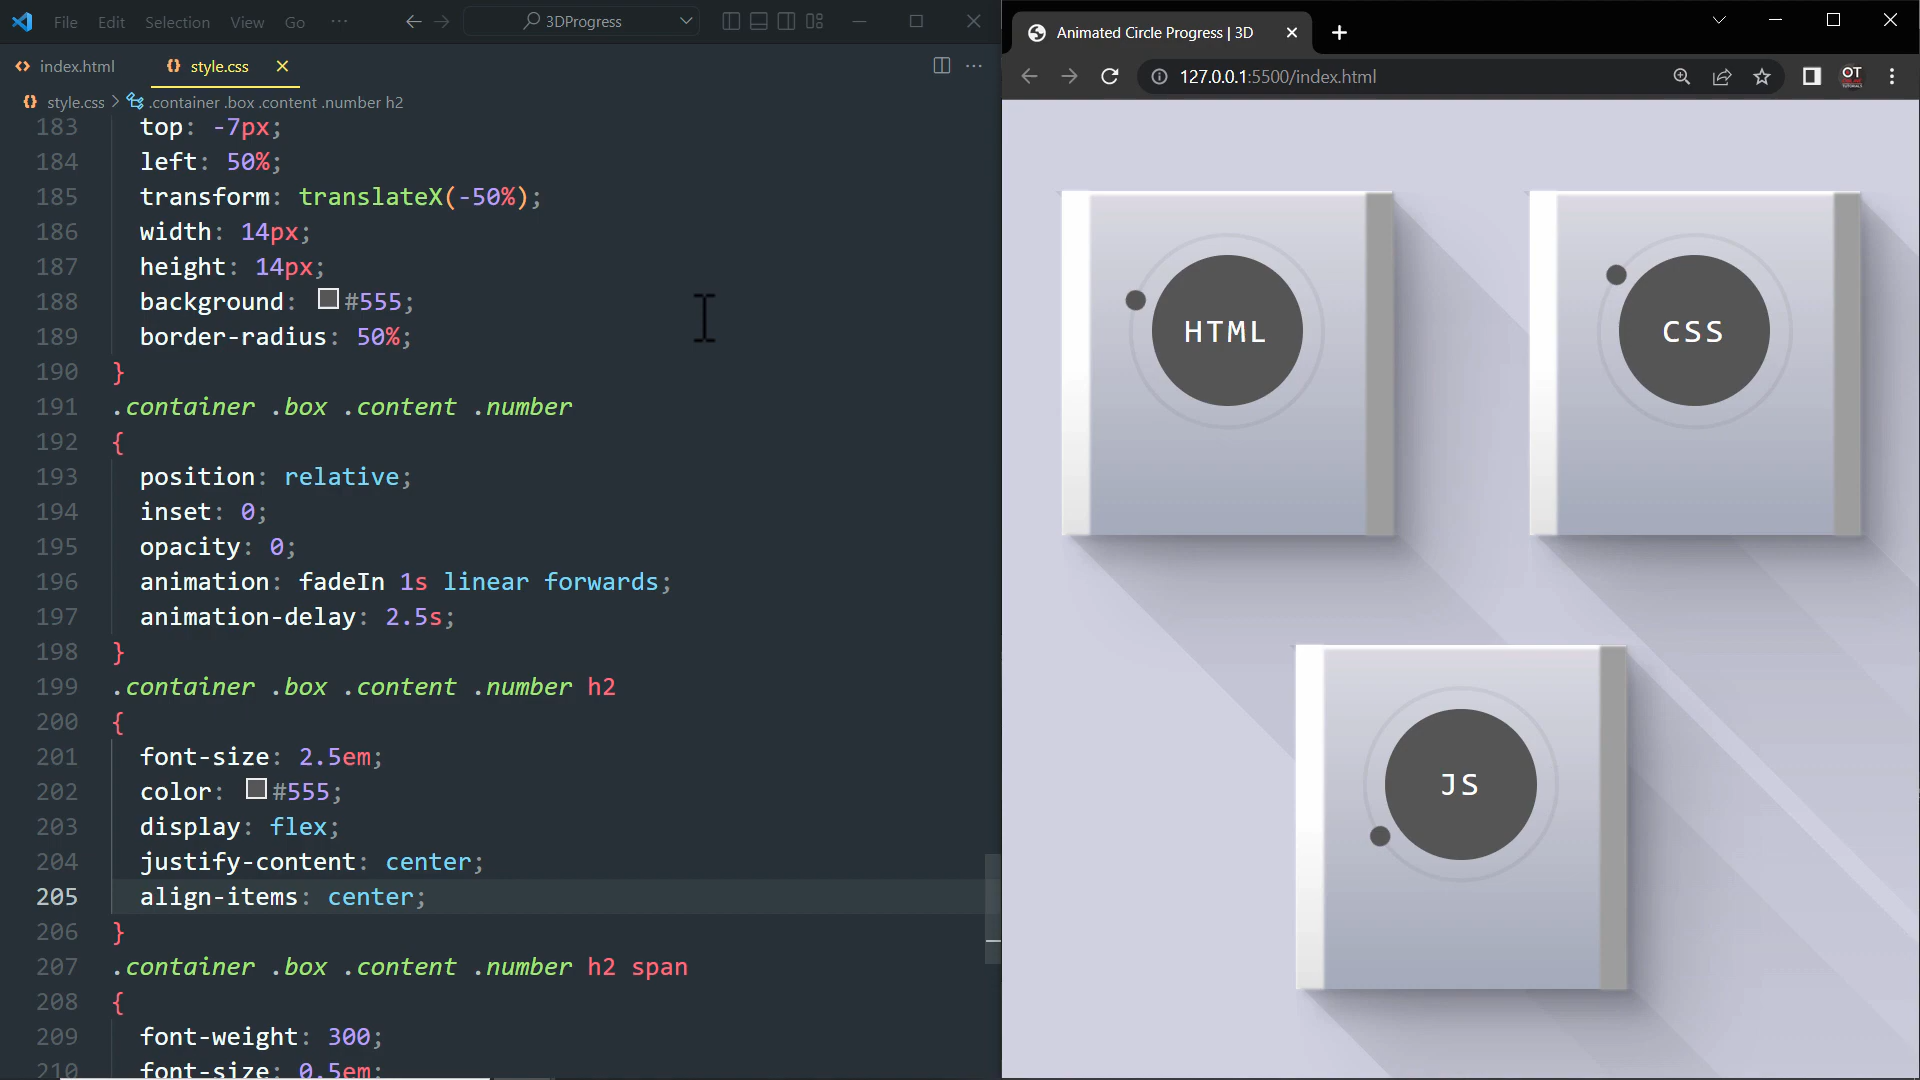 File Edit Selection View Go ··· 3DProgress
index.html style.css
style.css > .container .box .content .number h2
183 top: -7px;
184 left: 50%;
185 transform: translateX(-50%);
186 width: 14px;
187 height: 14px;
188 background: #555;
189 border-radius: 50%;
190 }
191 .container .box .content .number
192 {
193 position: relative;
194 inset: 0;
195 opacity: 0;
196 animation: fadeIn 1s linear forwards;
197 animation-delay: 2.5s;
198 }
199 .container .box .content .number h2
200 {
201 font-size: 2.5em;
202 color: #555;
203 display: flex;
204 justify-content: center;
205 align-items: center;
206 }
207 .container .box .content .number h2 span
208 {
209 font-weight: 300;
210 font-size: 0.5em;
Animated Circle Progress | 3D
127.0.0.1:5500/index.html
OT
HTML
CSS
JS